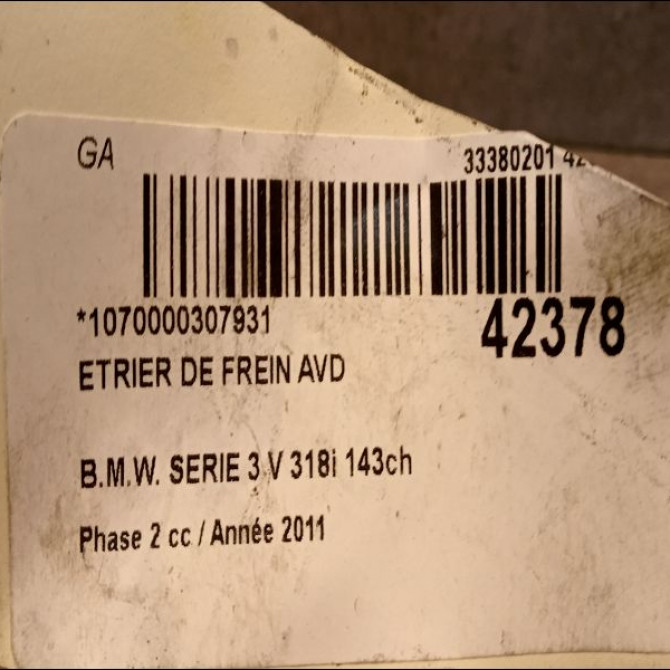 GA
33380201
*1070000307931
42378
ETRIER DE FREIN AVD
B.M.W. SERIE 3 V 318i 143ch
Phase 2 cc / Année 2011